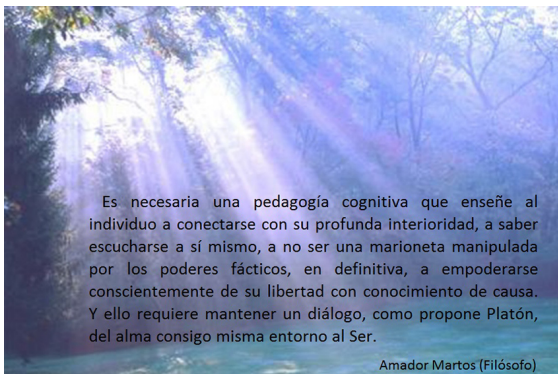 Es necesaria una pedagogía cognitiva que enseñe al
individuo a conectarse con su profunda interioridad, a saber
escucharse a sí mismo, a no ser una marioneta manipulada
por los poderes fácticos, en definitiva, a empoderarse
conscientemente de su libertad con conocimiento de causa.
Y ello requiere mantener un diálogo, como propone Platón,
del alma consigo misma entorno al Ser.
Amador Martos (Filósofo)